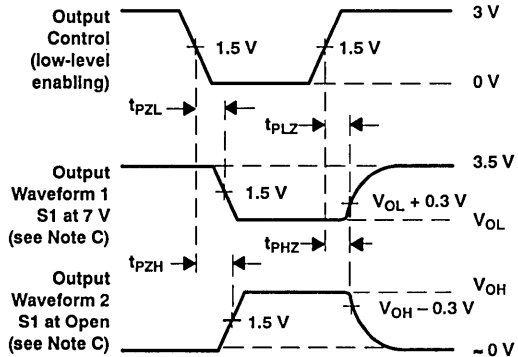 Output
Control
(low-level
enabling)
1.5 V
1.5 V
3 V
0 V
tPZL
tPLZ
Output
Waveform 1
S1 at 7 V
(see Note C)
1.5 V
3.5 V
VOL + 0.3 V
VOL
tPZH
tPHZ
Output
Waveform 2
S1 at Open
(see Note C)
1.5 V
VOH
VOH – 0.3 V
~ 0 V